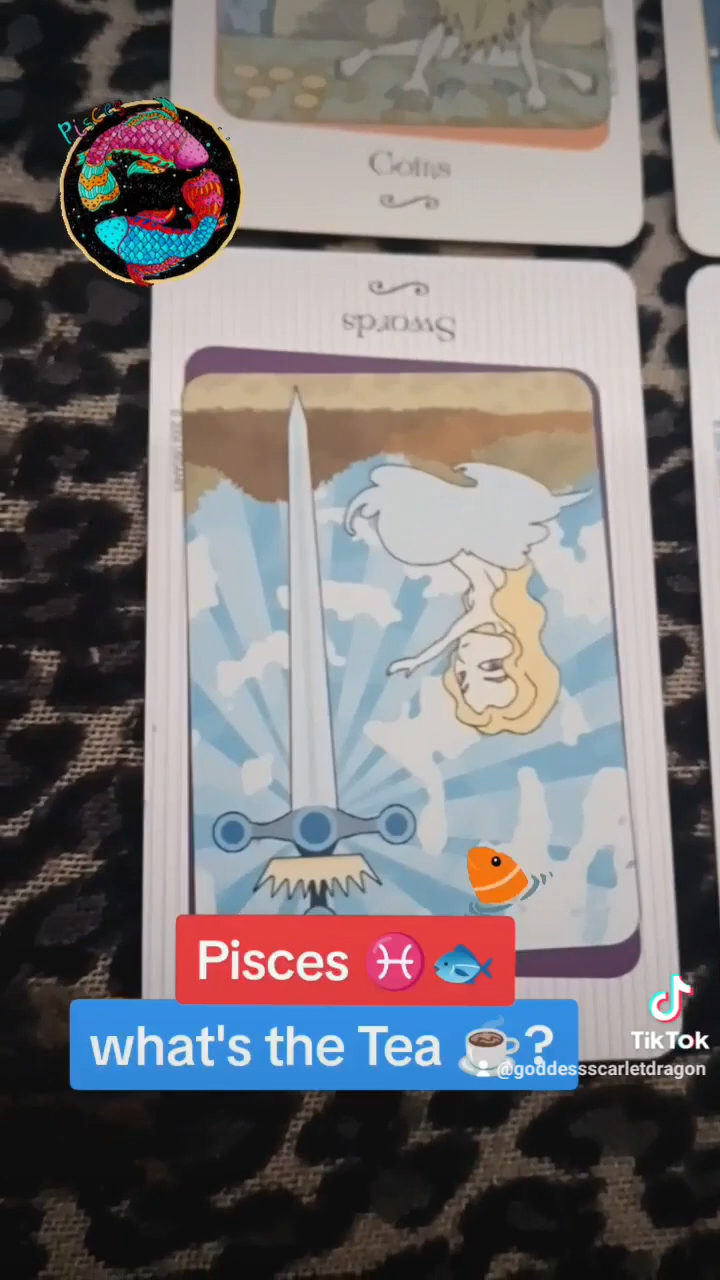 Pisces
Coins
Swords
Pisces ♓🐟
what's the Tea ☕?
TikTok
@goddessscarletdragon